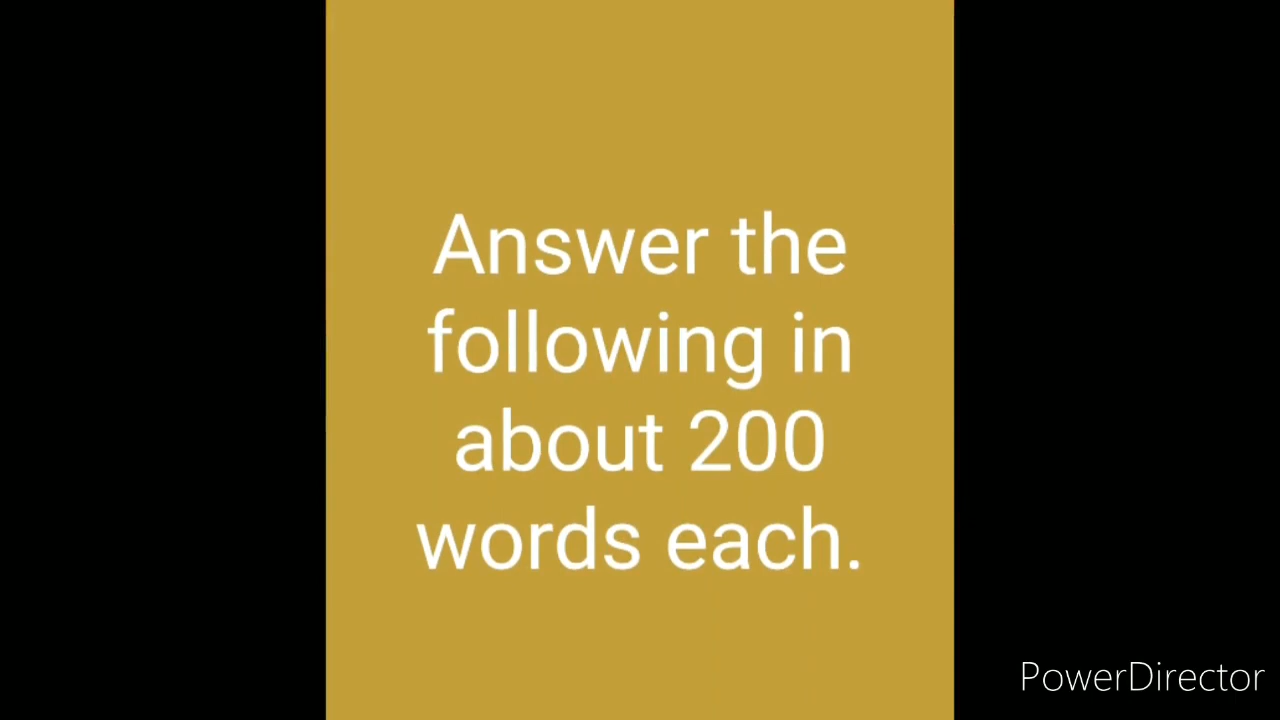 Answer the
following in
about 200
words each.
PowerDirector